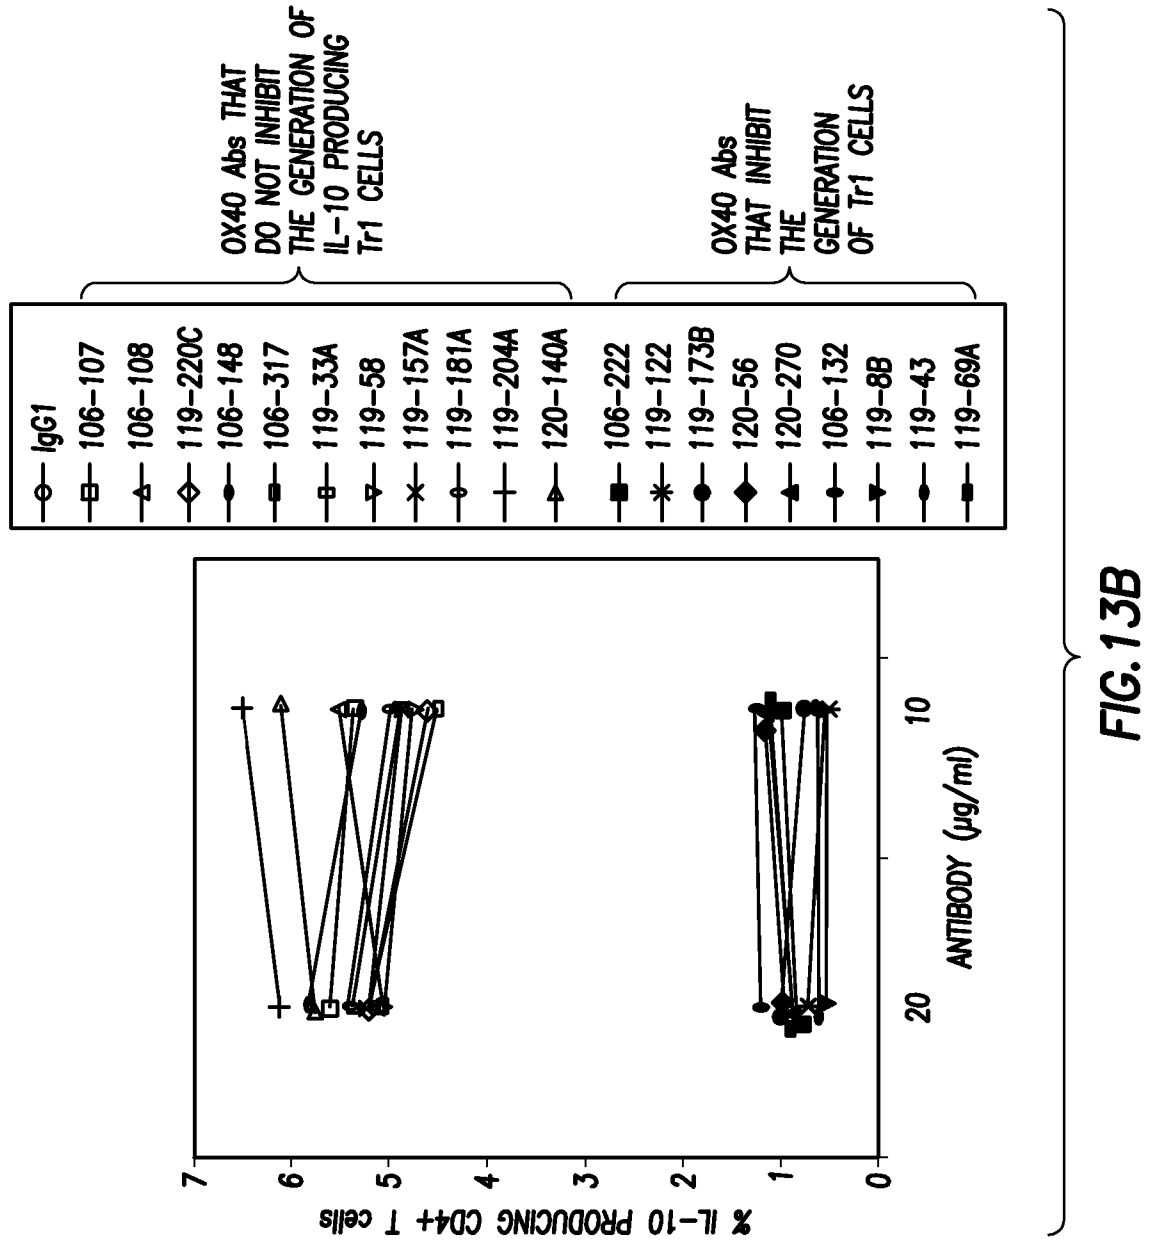 % IL-10 PRODUCING CD4+ T cells
7
6
5
4
3
2
1
0
20
10
ANTIBODY (µg/ml)
IgG1
106-107
106-108
119-220C
106-148
106-317
119-33A
119-58
119-157A
119-181A
119-204A
120-140A
106-222
119-122
119-173B
120-56
120-270
106-132
119-8B
119-43
119-69A
OX40 Abs THAT
DO NOT INHIBIT
THE GENERATION OF
IL-10 PRODUCING
Tr1 CELLS
OX40 Abs
THAT INHIBIT
THE
GENERATION
OF Tr1 CELLS
FIG.13B